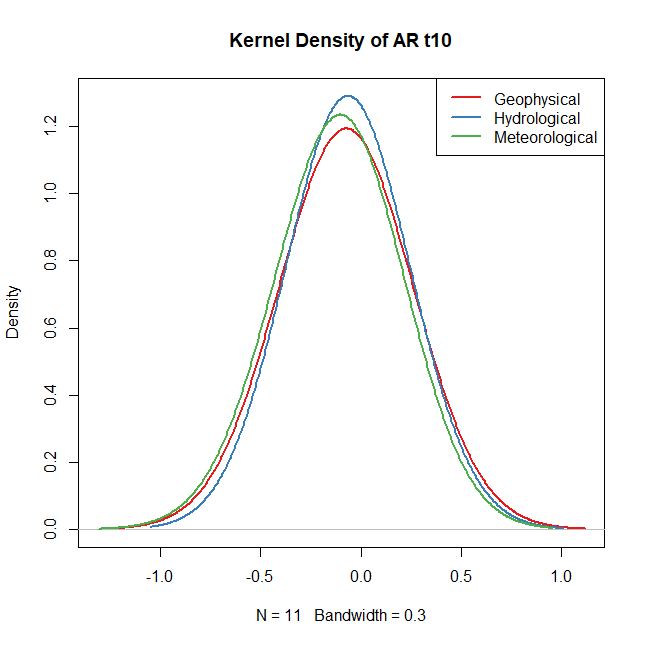 Kernel Density of AR t10
Geophysical
Hydrological
Meteorological
Density
1.2
1.0
0.8
0.6
0.4
0.2
0.0
-1.0 -0.5 0.0 0.5 1.0
N = 11 Bandwidth = 0.3